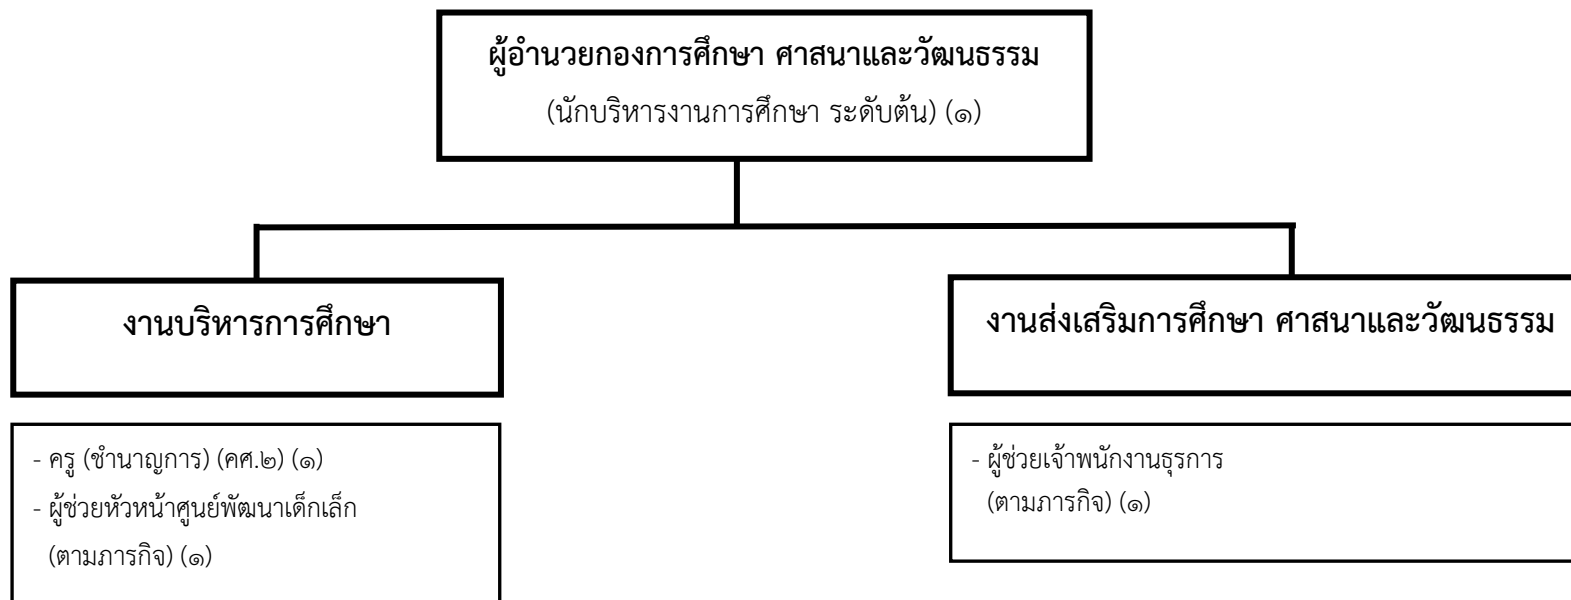 ผู้อำนวยกองการศึกษา ศาสนาและวัฒนธรรม
(นักบริหารงานการศึกษา ระดับต้น) (๑)
งานบริหารการศึกษา
งานส่งเสริมการศึกษา ศาสนาและวัฒนธรรม
- ครู (ชำนาญการ) (คศ.๒) (๑)
- ผู้ช่วยหัวหน้าศูนย์พัฒนาเด็กเล็ก
(ตามภารกิจ) (๑)
- ผู้ช่วยเจ้าพนักงานธุรการ
(ตามภารกิจ) (๑)